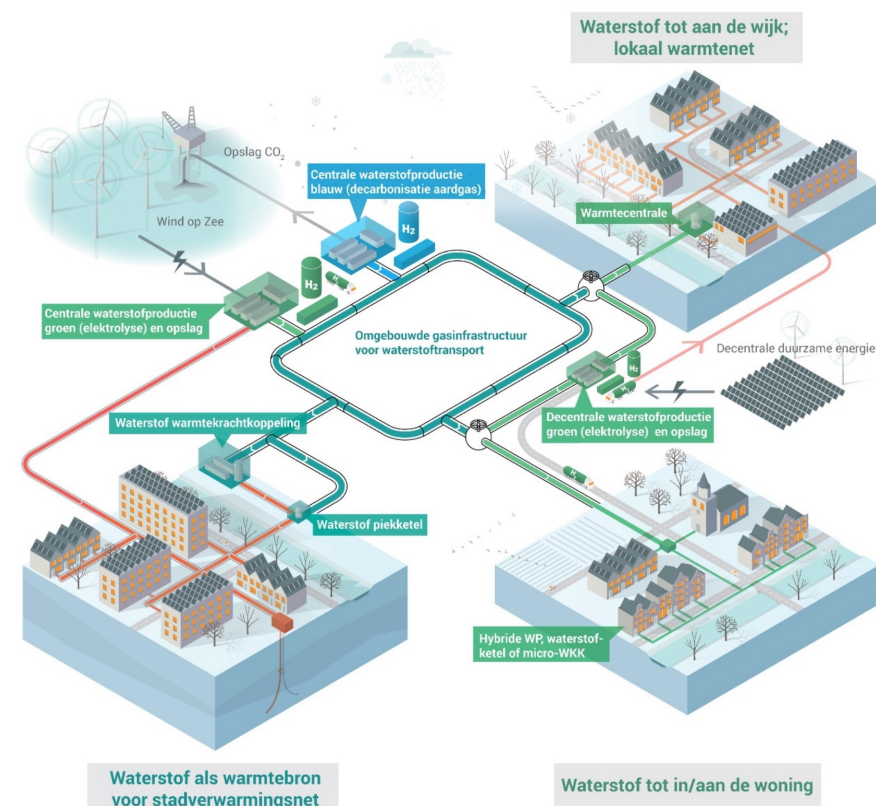 Waterstof tot aan de wijk;
lokaal warmtenet
Opslag CO₂
Centrale waterstofproductie
blauw (decarbonisatie aardgas)
Wind op Zee
Warmtecentrale
H₂
H₂
Centrale waterstofproductie
groen (elektrolyse) en opslag
Omgebouwde gasinfrastructuur
voor waterstoftransport
Decentrale duurzame energie
H₂
Waterstof warmtekrachtkoppeling
Decentrale waterstofproductie
groen (elektrolyse) en opslag
Waterstof piekketel
Hybride WP, waterstof-
ketel of micro-WKK
Waterstof als warmtebron
voor stadverwarmingsnet
Waterstof tot in/aan de woning